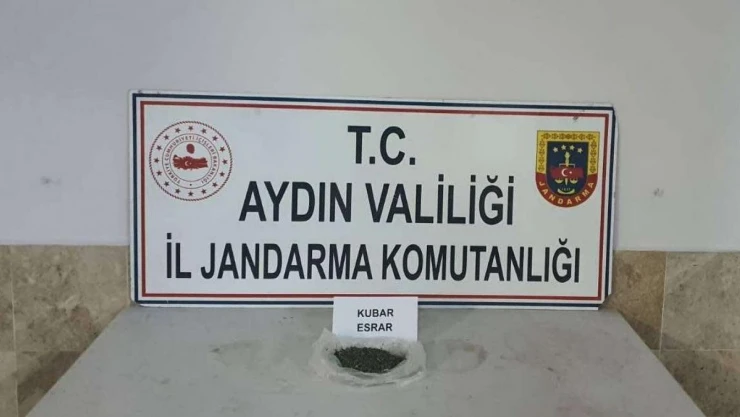 T.C.
AYDIN VALİLİĞİ
İL JANDARMA KOMUTANLIĞI
JANDARMA
KUBAR
ESRAR